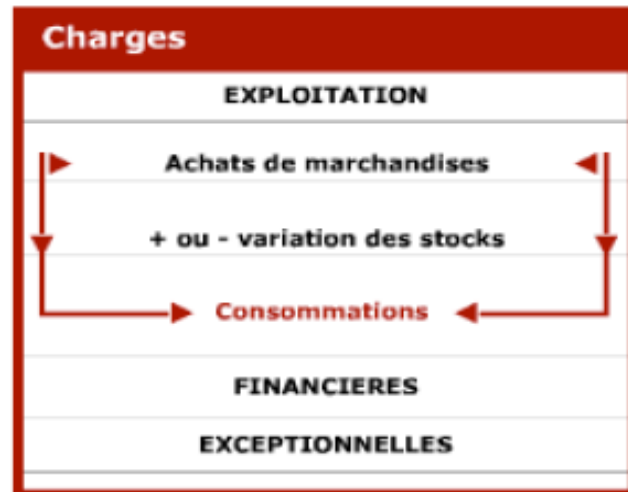 Charges
EXPLOITATION
Achats de marchandises
+ ou - variation des stocks
Consommations
FINANCIERES
EXCEPTIONNELLES